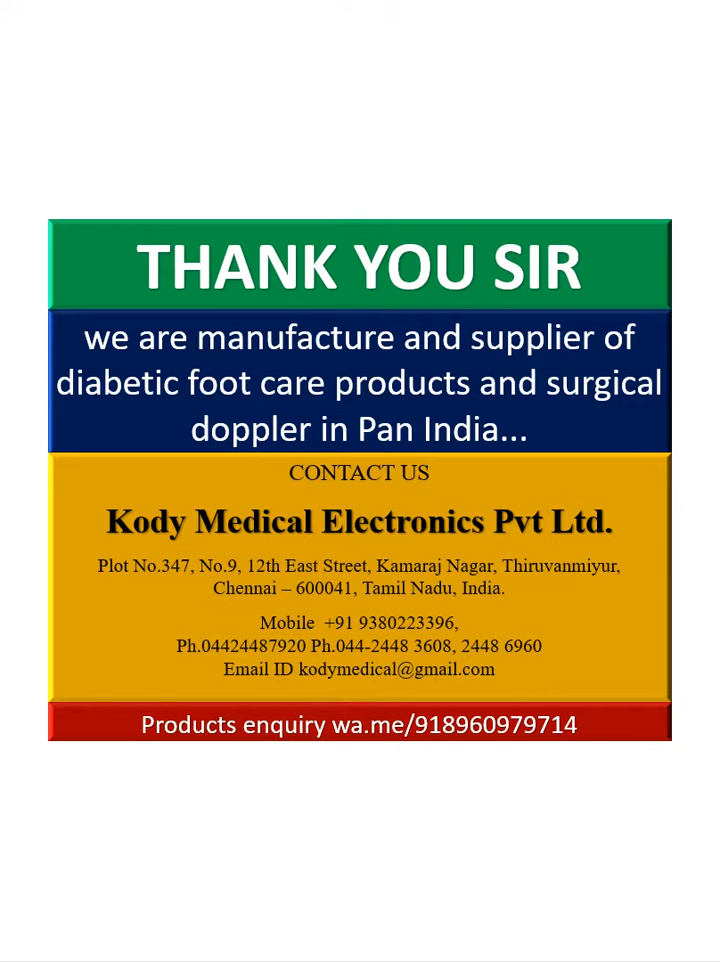 THANK YOU SIR
we are manufacture and supplier of
diabetic foot care products and surgical
doppler in Pan India...
CONTACT US
Kody Medical Electronics Pvt Ltd.
Plot No.347, No.9, 12th East Street, Kamaraj Nagar, Thiruvanmiyur,
Chennai – 600041, Tamil Nadu, India.
Mobile  +91 9380223396,
Ph.04424487920 Ph.044-2448 3608, 2448 6960
Email ID kodymedical@gmail.com
Products enquiry wa.me/918960979714